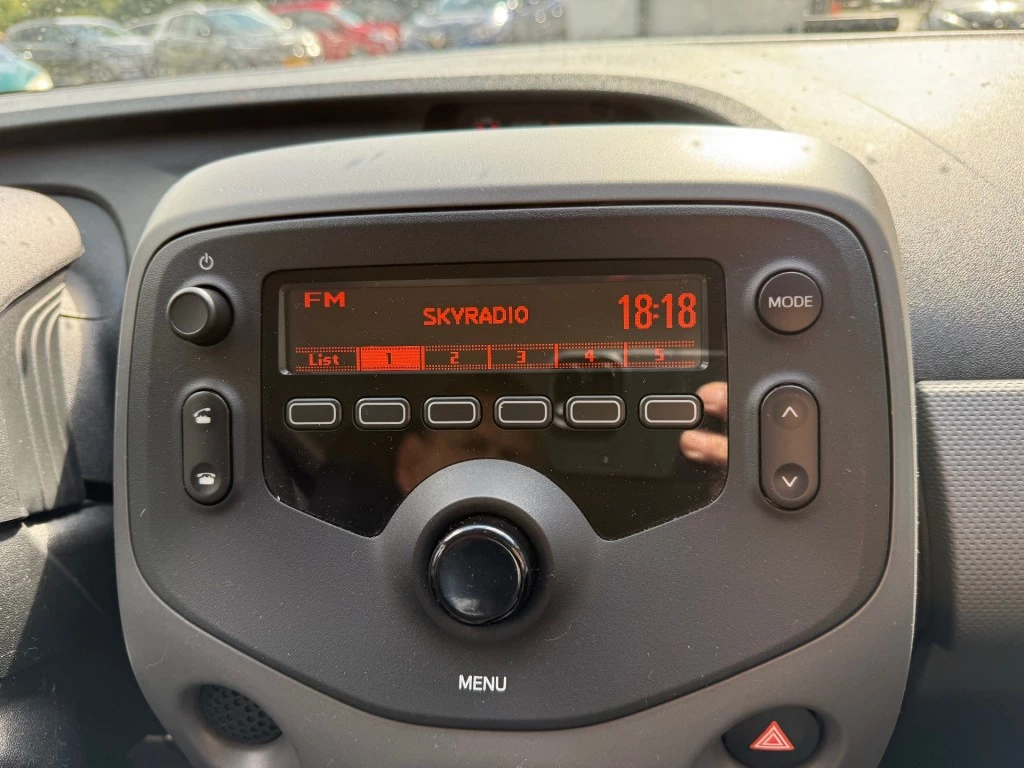 FM
SKYRADIO
18:18
List 1 2 3 4 5
MODE
MENU